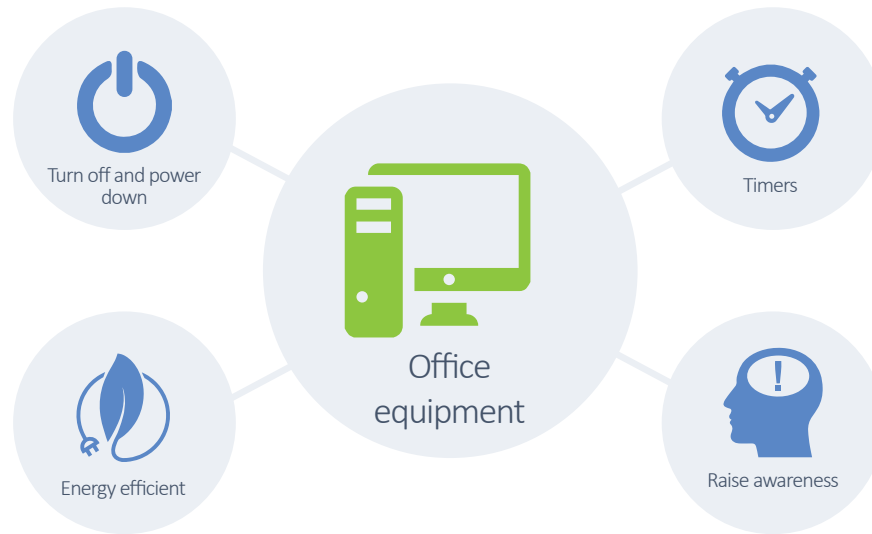 Turn off and power
down
Timers
Office
equipment
Energy efficient
Raise awareness